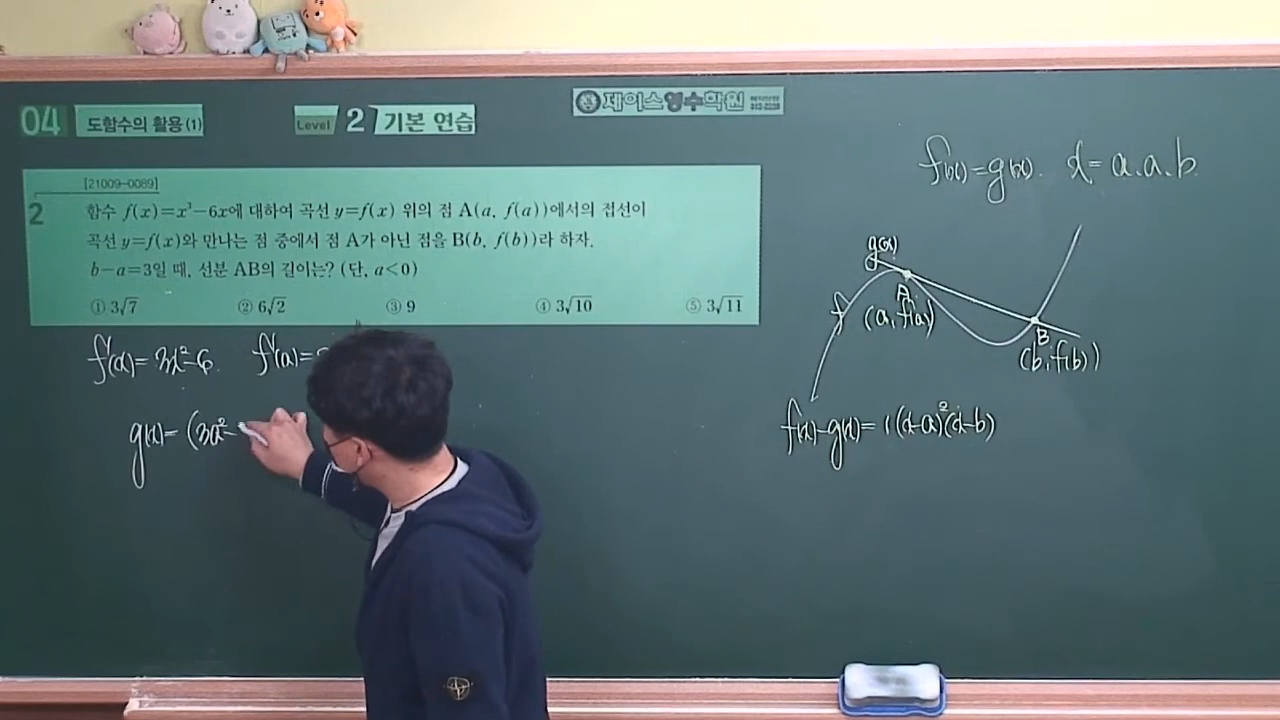 04 도함수의 활용 (1) Level 2 기본 연습
제이스영수학원
[21009-0089]
2 함수 f(x)=x³-6x에 대하여 곡선 y=f(x) 위의 점 A(a, f(a))에서의 접선이
곡선 y=f(x)와 만나는 점 중에서 점 A가 아닌 점을 B(b, f(b))라 하자.
b-a=3일 때, 선분 AB의 길이는? (단, a<0)
① 3√7 ② 6√2 ③ 9 ④ 3√10 ⑤ 3√11
f'(x)=3x²-6. f'(a)=
g(x)=(3a²-
f(x)=g(x). x=a.a.b.
g(x)
f
A
(a, f(a))
B
(b, f(b))
f(x)-g(x)=1(x-a)²(x-b)